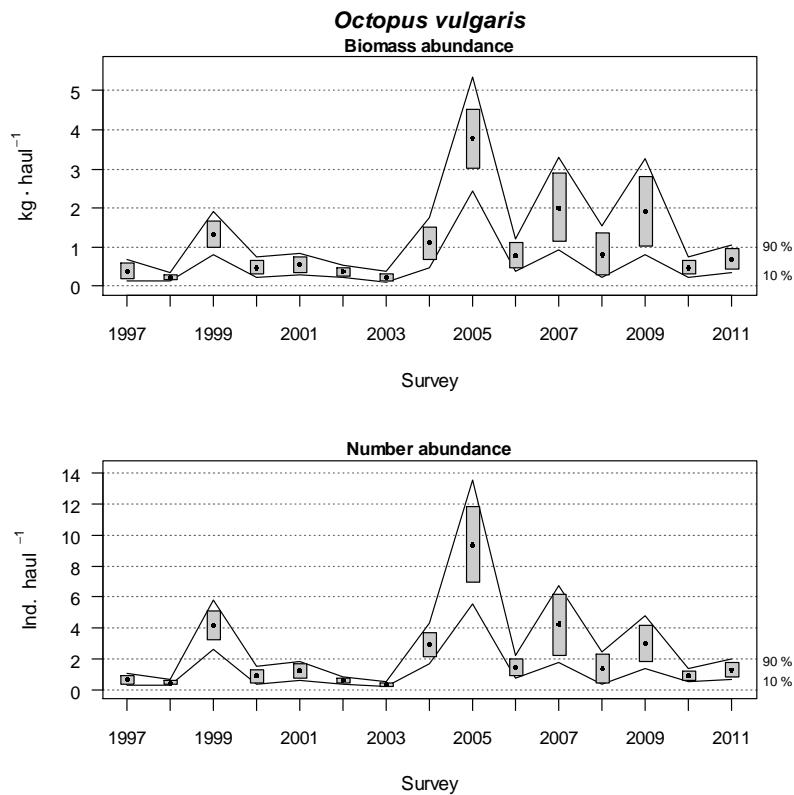 Octopus vulgaris
Biomass abundance
kg · haul⁻¹
5
4
3
2
1
0
90 %
10 %
1997 1999 2001 2003 2005 2007 2009 2011
Survey
Number abundance
Ind. haul ⁻¹
14
12
10
8
6
4
2
0
90 %
10 %
1997 1999 2001 2003 2005 2007 2009 2011
Survey